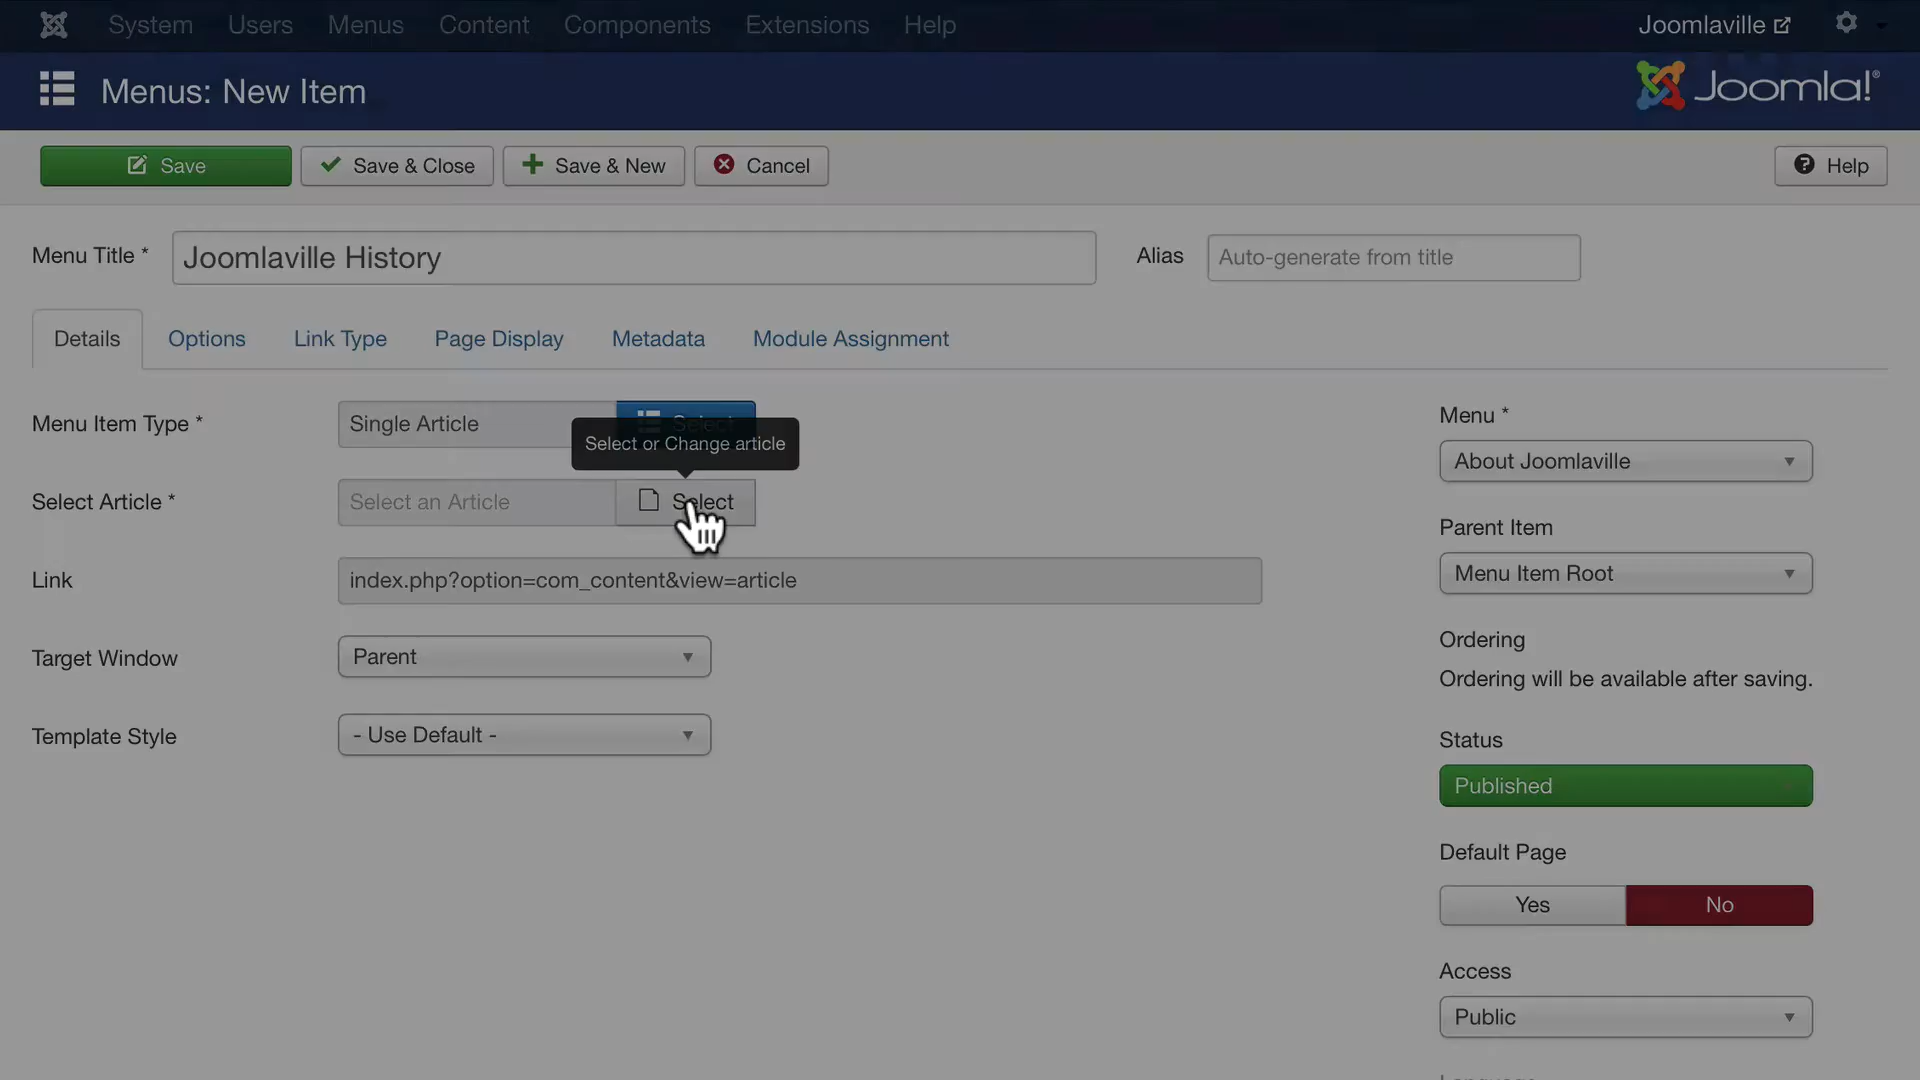 System Users Menus Content Components Extensions Help Joomlaville
Menus: New Item Joomla!®
Save Save & Close Save & New Cancel Help
Menu Title * Joomlaville History Alias Auto-generate from title
Details Options Link Type Page Display Metadata Module Assignment
Menu Item Type * Single Article Select
Select or Change article
Select Article * Select an Article Select
Link index.php?option=com_content&view=article
Target Window Parent
Template Style - Use Default -
Menu *
About Joomlaville
Parent Item
Menu Item Root
Ordering
Ordering will be available after saving.
Status
Published
Default Page
Yes No
Access
Public